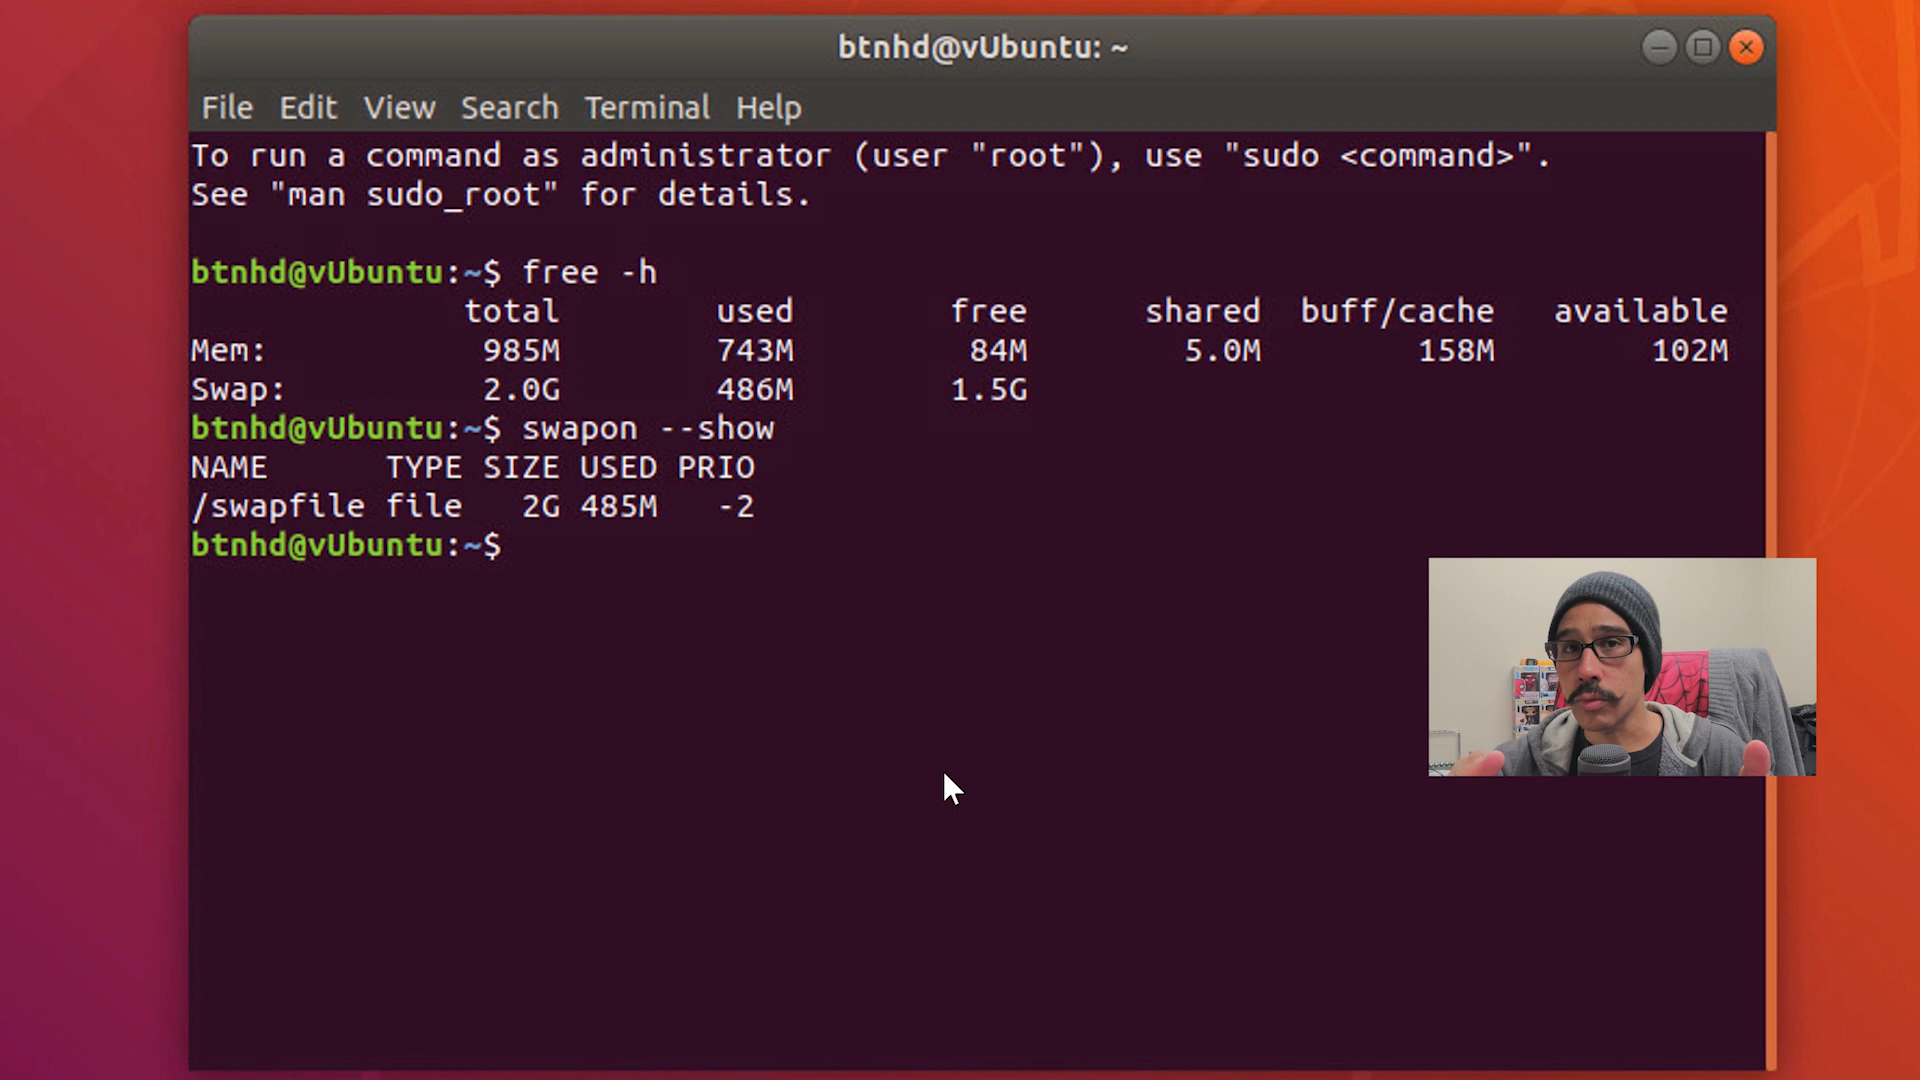 btnhd@vUbuntu: ~
File Edit View Search Terminal Help
To run a command as administrator (user "root"), use "sudo <command>".
See "man sudo_root" for details.
btnhd@vUbuntu:~$ free -h
total used free shared buff/cache available
Mem: 985M 743M 84M 5.0M 158M 102M
Swap: 2.0G 486M 1.5G
btnhd@vUbuntu:~$ swapon --show
NAME TYPE SIZE USED PRIO
/swapfile file 2G 485M -2
btnhd@vUbuntu:~$